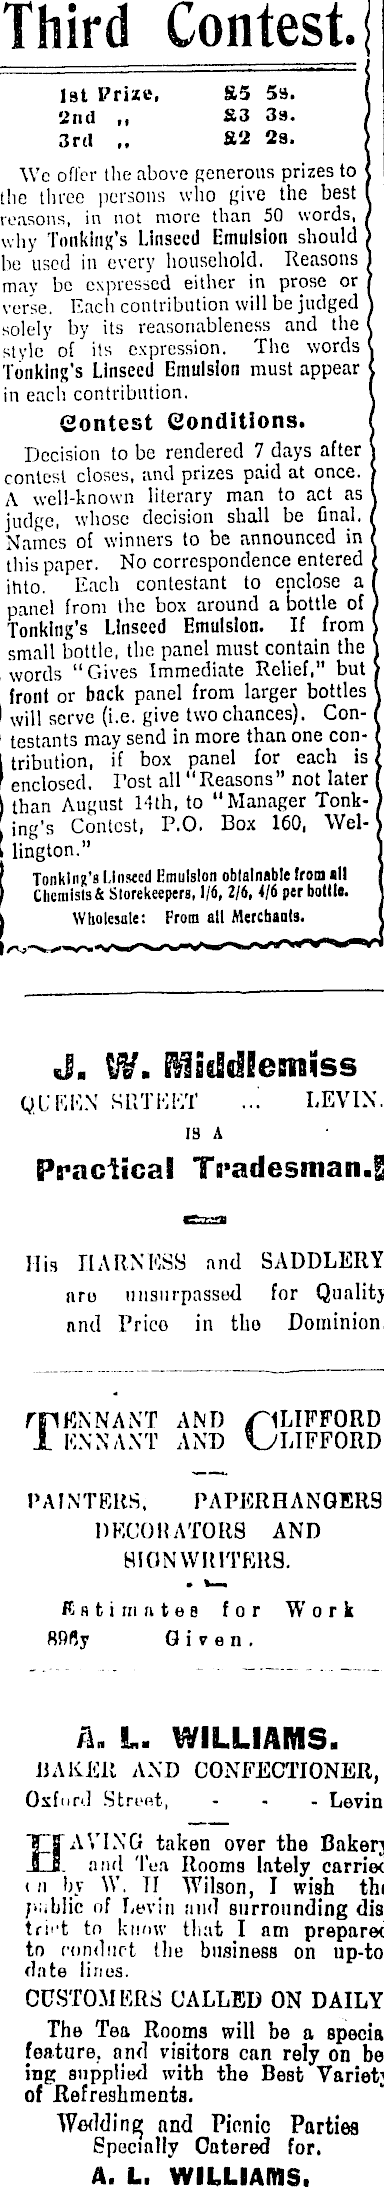 Third Contest.
1st Prize, £5 5s.
2nd ,, £3 3s.
3rd ,, £2 2s.
We offer the above generous prizes to
the three persons who give the best
reasons, in not more than 50 words,
why Tonking's Linseed Emulsion should
be used in every household. Reasons
may be expressed either in prose or
verse. Each contribution will be judged
solely by its reasonableness and the
style of its expression. The words
Tonking's Linseed Emulsion must appear
in each contribution.
Contest Conditions.
Decision to be rendered 7 days after
contest closes, and prizes paid at once.
A well-known literary man to act as
judge, whose decision shall be final.
Names of winners to be announced in
this paper. No correspondence entered
into. Each contestant to enclose a
panel from the box around a bottle of
Tonking's Linseed Emulsion. If from
small bottle, the panel must contain the
words "Gives Immediate Relief," but
front or back panel from larger bottles
will serve (i.e. give two chances). Con-
testants may send in more than one con-
tribution, if box panel for each is
enclosed. Post all "Reasons" not later
than August 14th, to "Manager Tonk-
ing's Contest, P.O. Box 160, Wel-
lington."
Tonking's Linseed Emulsion obtainable from all
Chemists & Storekeepers, 1/6, 2/6, 4/6 per bottle.
Wholesale: From all Merchants.
J. W. Middlemiss
QUEEN SRTEET ... LEVIN.
IS A
Practical Tradesman.
His HARNESS and SADDLERY
are unsurpassed for Quality
and Price in the Dominion
TENNANT AND CLIFFORD
TENNANT AND CLIFFORD
PAINTERS, PAPERHANGERS
DECORATORS AND
SIGNWRITERS.
Estimates for Work
896y Given.
A. L. WILLIAMS.
BAKER AND CONFECTIONER,
Oxford Street, - - - Levin
HAVING taken over the Bakery
and Tea Rooms lately carried
on by W. H Wilson, I wish the
public of Levin and surrounding dis
trict to know that I am prepared
to conduct the business on up-to
date lines.
CUSTOMERS CALLED ON DAILY
The Tea Rooms will be a specia
feature, and visitors can rely on be
ing supplied with the Best Variety
of Refreshments.
Wedding and Picnic Parties
Specially Catered for.
A. L. WILLIAMS.